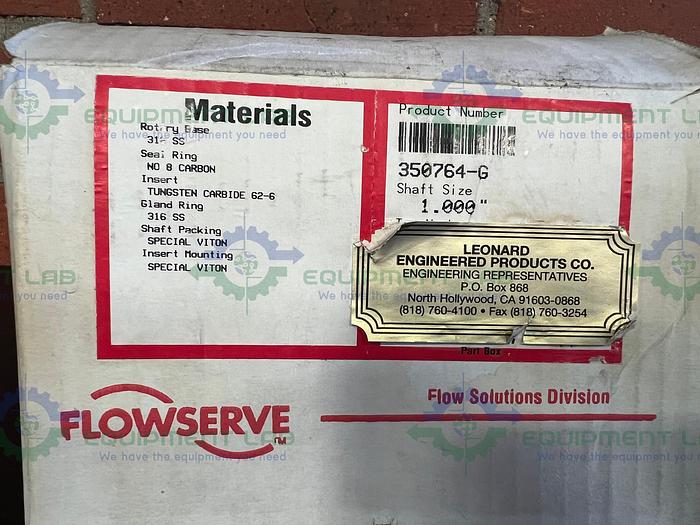 Materials
Rotary Base
316 SS
Seal Ring
NO 8 CARBON
Insert
TUNGSTEN CARBIDE 62-6
Gland Ring
316 SS
Shaft Packing
SPECIAL VITON
Insert Mounting
SPECIAL VITON
Product Number
350764-G
Shaft Size
1.000"
LEONARD
ENGINEERED PRODUCTS CO.
ENGINEERING REPRESENTATIVES
P.O. Box 868
North Hollywood, CA 91603-0868
(818) 760-4100 • Fax (818) 760-3254
Part Box
Flow Solutions Division
FLOWSERVE
TM
EQUIPMENT LAB
We have the equipment you need